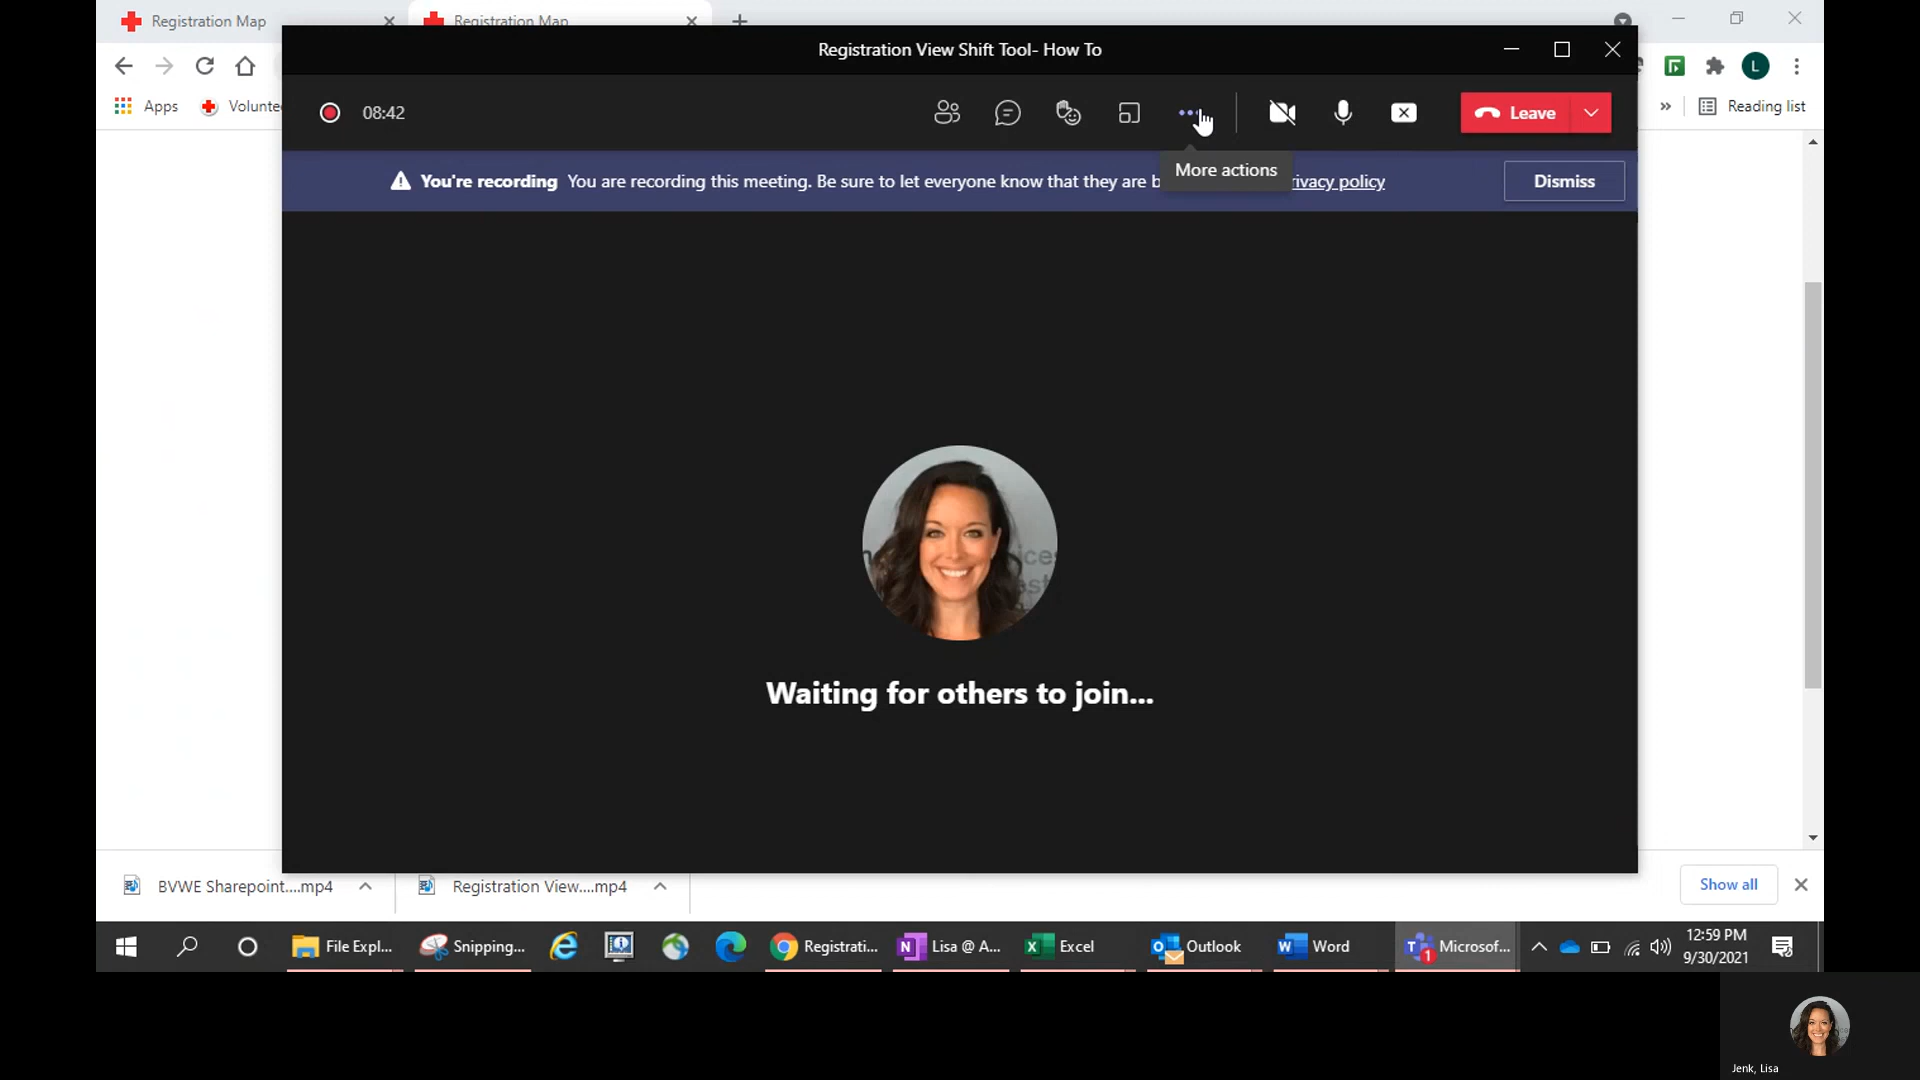 Registration Map
Registration Map
Registration View Shift Tool- How To
Apps
Volunte
Reading list
08:42
Leave
More actions
You're recording You are recording this meeting. Be sure to let everyone know that they are b
rivacy policy
Dismiss
Waiting for others to join...
BVWE Sharepoint....mp4
Registration View....mp4
Show all
File Expl...
Snipping...
Registrati...
Lisa @ A...
Excel
Outlook
Word
Microsof...
12:59 PM
9/30/2021
Jenk, Lisa